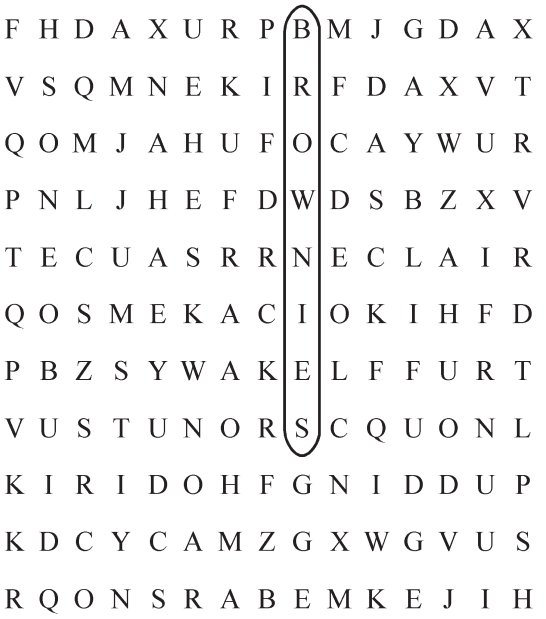 F H D A X U R P B M J G D A X
V S Q M N E K I R F D A X V T
Q O M J A H U F O C A Y W U R
P N L J H E F D W D S B Z X V
T E C U A S R R N E C L A I R
Q O S M E K A C I O K I H F D
P B Z S Y W A K E L F F U R T
V U S T U N O R S C Q U O N L
K I R I D O H F G N I D D U P
K D C Y C A M Z G X W G V U S
R Q O N S R A B E M K E J I H